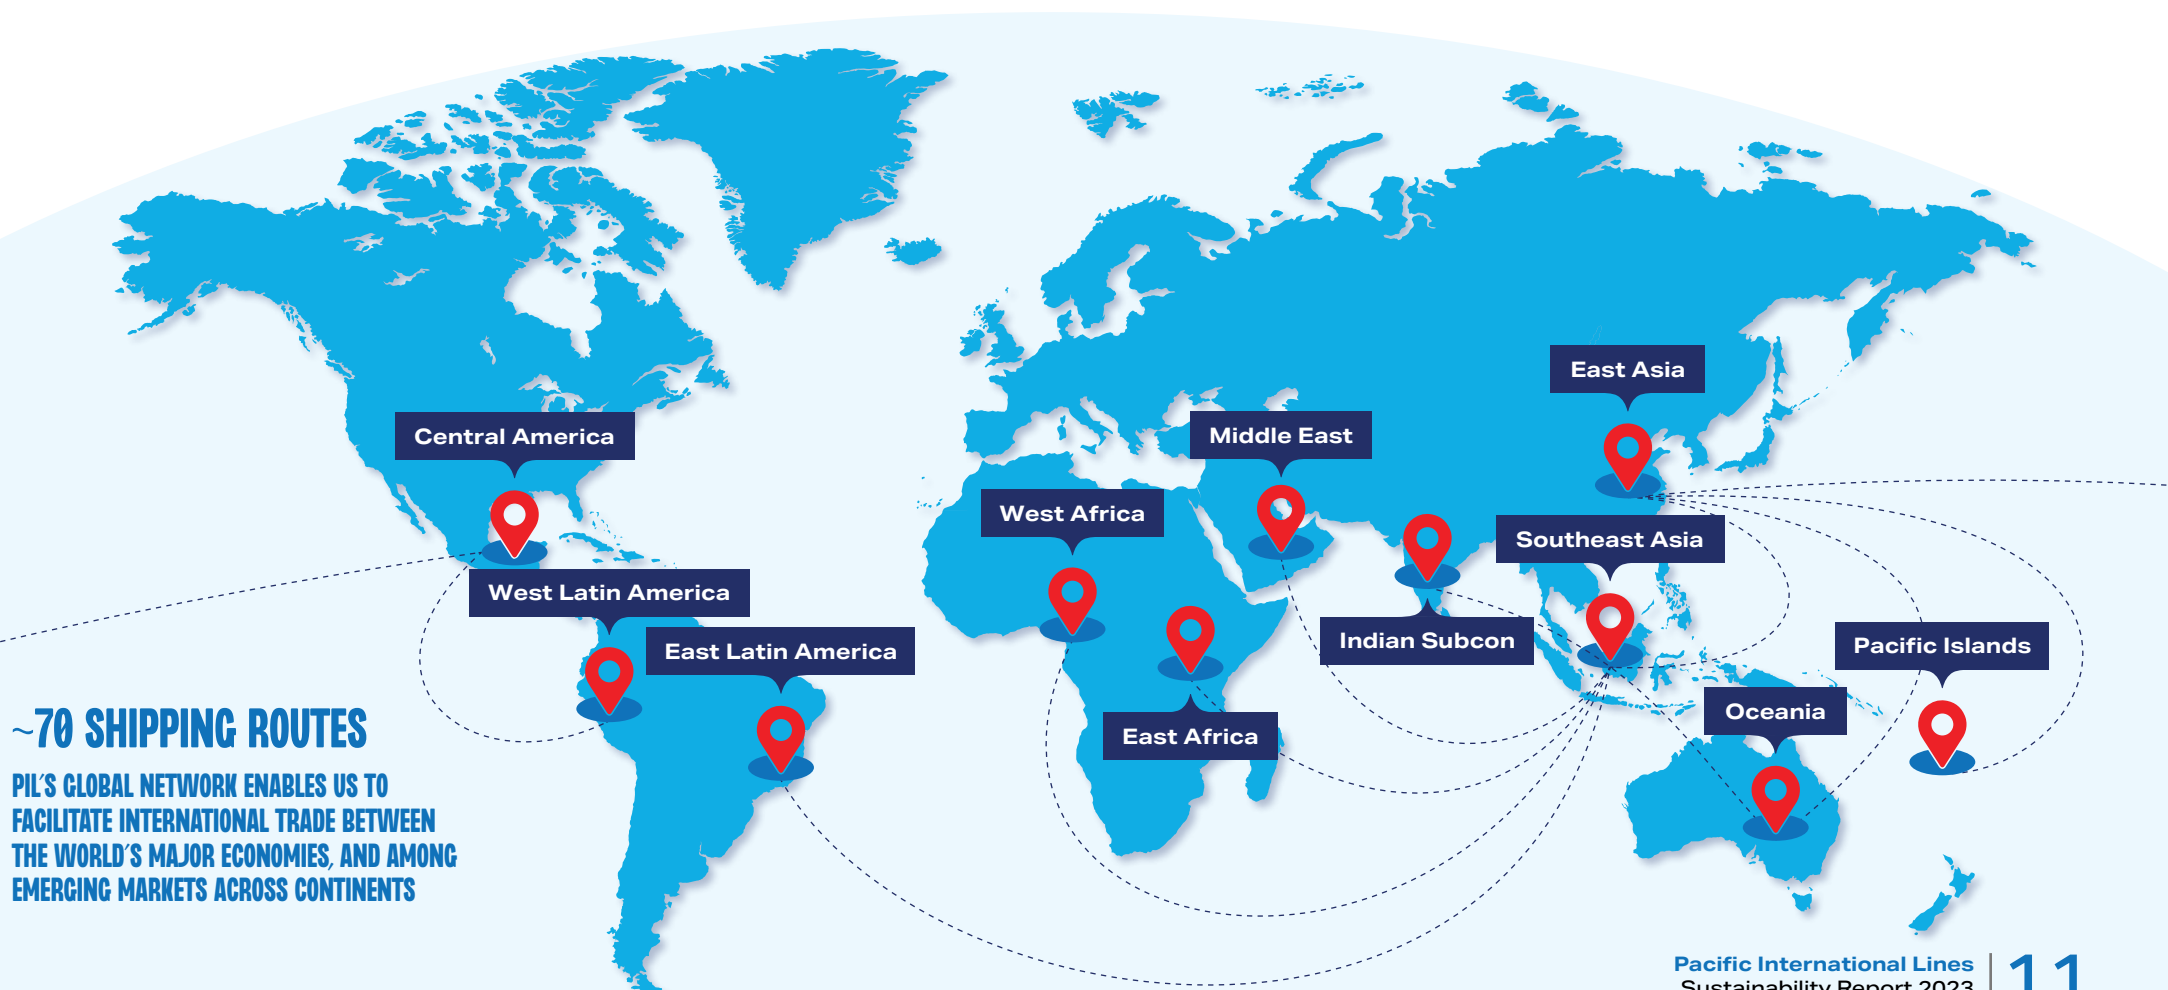 East Asia
Central America
Middle East
West Africa
Southeast Asia
West Latin America
Indian Subcon
East Latin America
Pacific Islands
Oceania
East Africa
~70 SHIPPING ROUTES
PIL'S GLOBAL NETWORK ENABLES US TO
FACILITATE INTERNATIONAL TRADE BETWEEN
THE WORLD'S MAJOR ECONOMIES, AND AMONG
EMERGING MARKETS ACROSS CONTINENTS
Pacific International Lines
Sustainability Report 2023
11